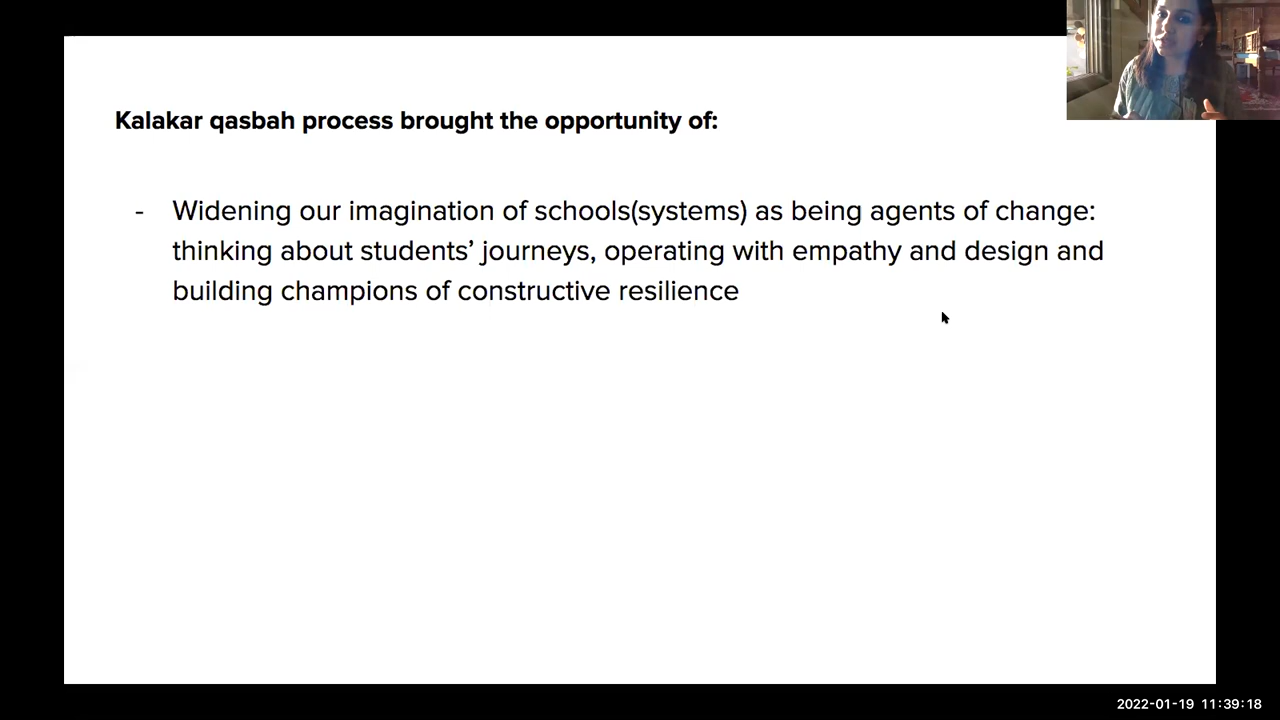 Kalakar qasbah process brought the opportunity of:
- Widening our imagination of schools(systems) as being agents of change:
thinking about students’ journeys, operating with empathy and design and
building champions of constructive resilience
2022-01-19 11:39:18